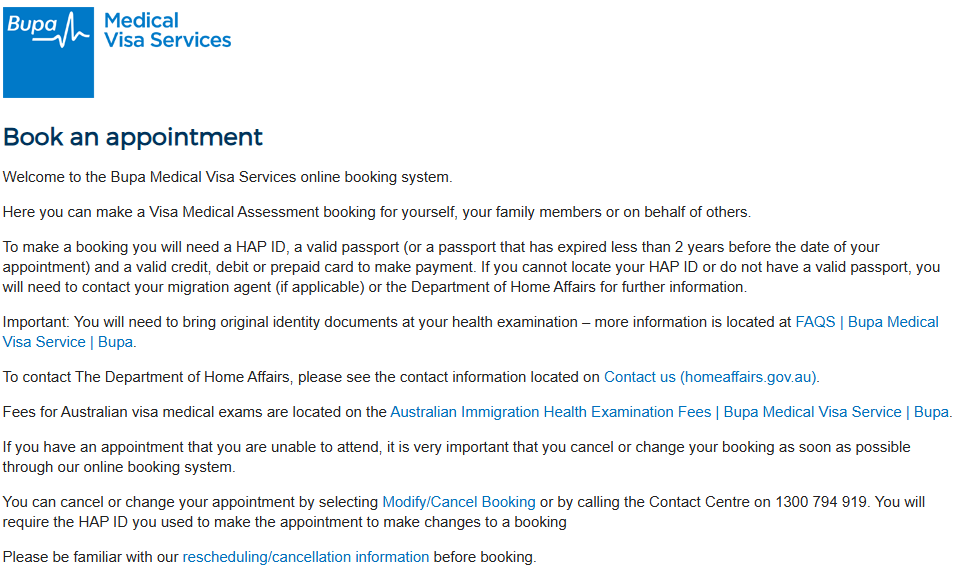 Bupa
Medical
Visa Services
Book an appointment
Welcome to the Bupa Medical Visa Services online booking system.
Here you can make a Visa Medical Assessment booking for yourself, your family members or on behalf of others.
To make a booking you will need a HAP ID, a valid passport (or a passport that has expired less than 2 years before the date of your
appointment) and a valid credit, debit or prepaid card to make payment. If you cannot locate your HAP ID or do not have a valid passport, you
will need to contact your migration agent (if applicable) or the Department of Home Affairs for further information.
Important: You will need to bring original identity documents at your health examination – more information is located at FAQS | Bupa Medical
Visa Service | Bupa.
To contact The Department of Home Affairs, please see the contact information located on Contact us (homeaffairs.gov.au).
Fees for Australian visa medical exams are located on the Australian Immigration Health Examination Fees | Bupa Medical Visa Service | Bupa.
If you have an appointment that you are unable to attend, it is very important that you cancel or change your booking as soon as possible
through our online booking system.
You can cancel or change your appointment by selecting Modify/Cancel Booking or by calling the Contact Centre on 1300 794 919. You will
require the HAP ID you used to make the appointment to make changes to a booking
Please be familiar with our rescheduling/cancellation information before booking.